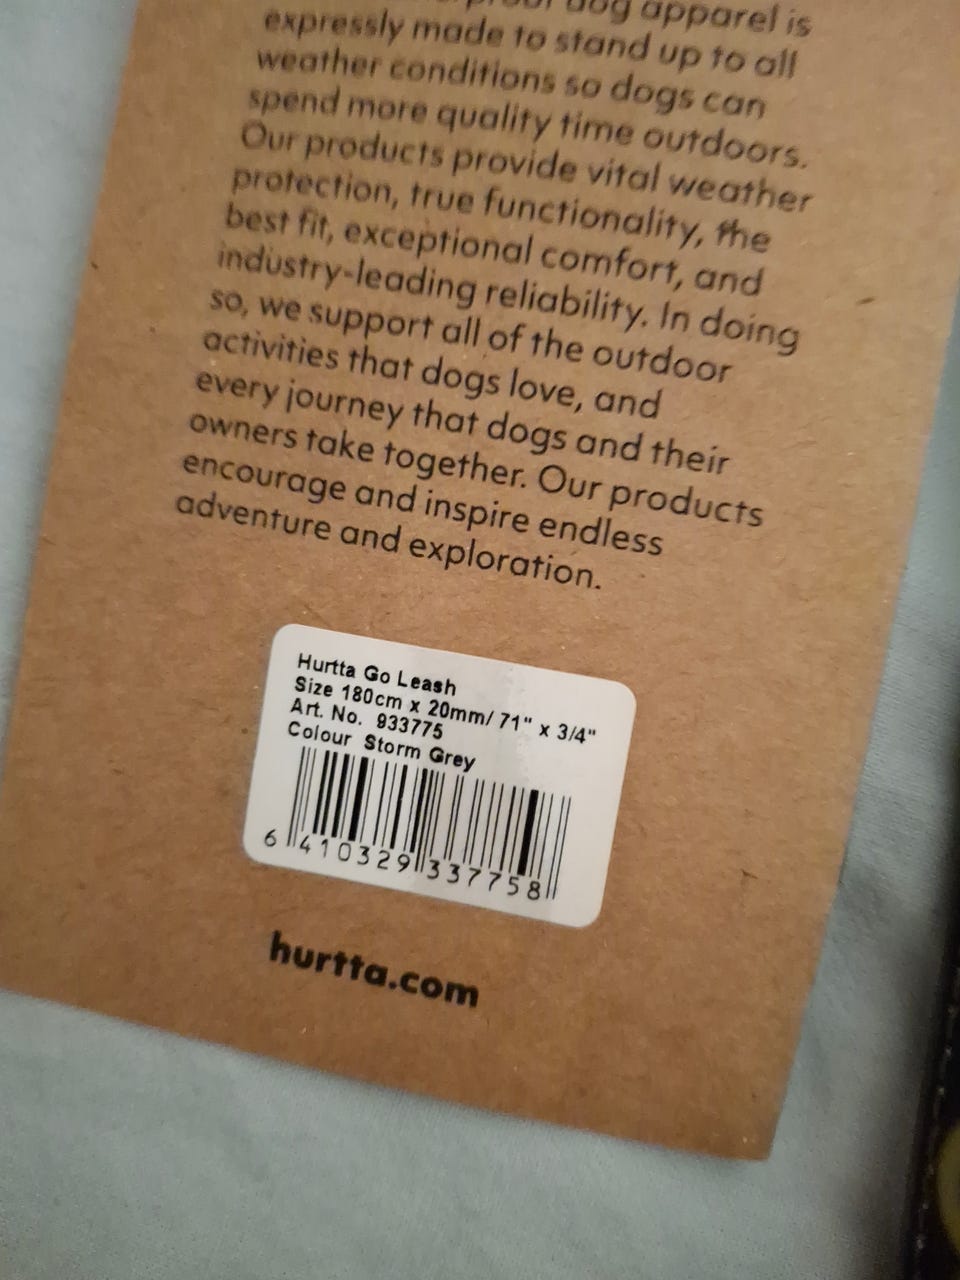 dog apparel is
expressly made to stand up to all
weather conditions so dogs can
spend more quality time outdoors.
Our products provide vital weather
protection, true functionality, the
best fit, exceptional comfort, and
industry-leading reliability. In doing
so, we support all of the outdoor
activities that dogs love, and
every journey that dogs and their
owners take together. Our products
encourage and inspire endless
adventure and exploration.
Hurtta Go Leash
Size 180cm x 20mm/ 71" x 3/4"
Art. No. 933775
Colour Storm Grey
6 410329 337758
hurtta.com